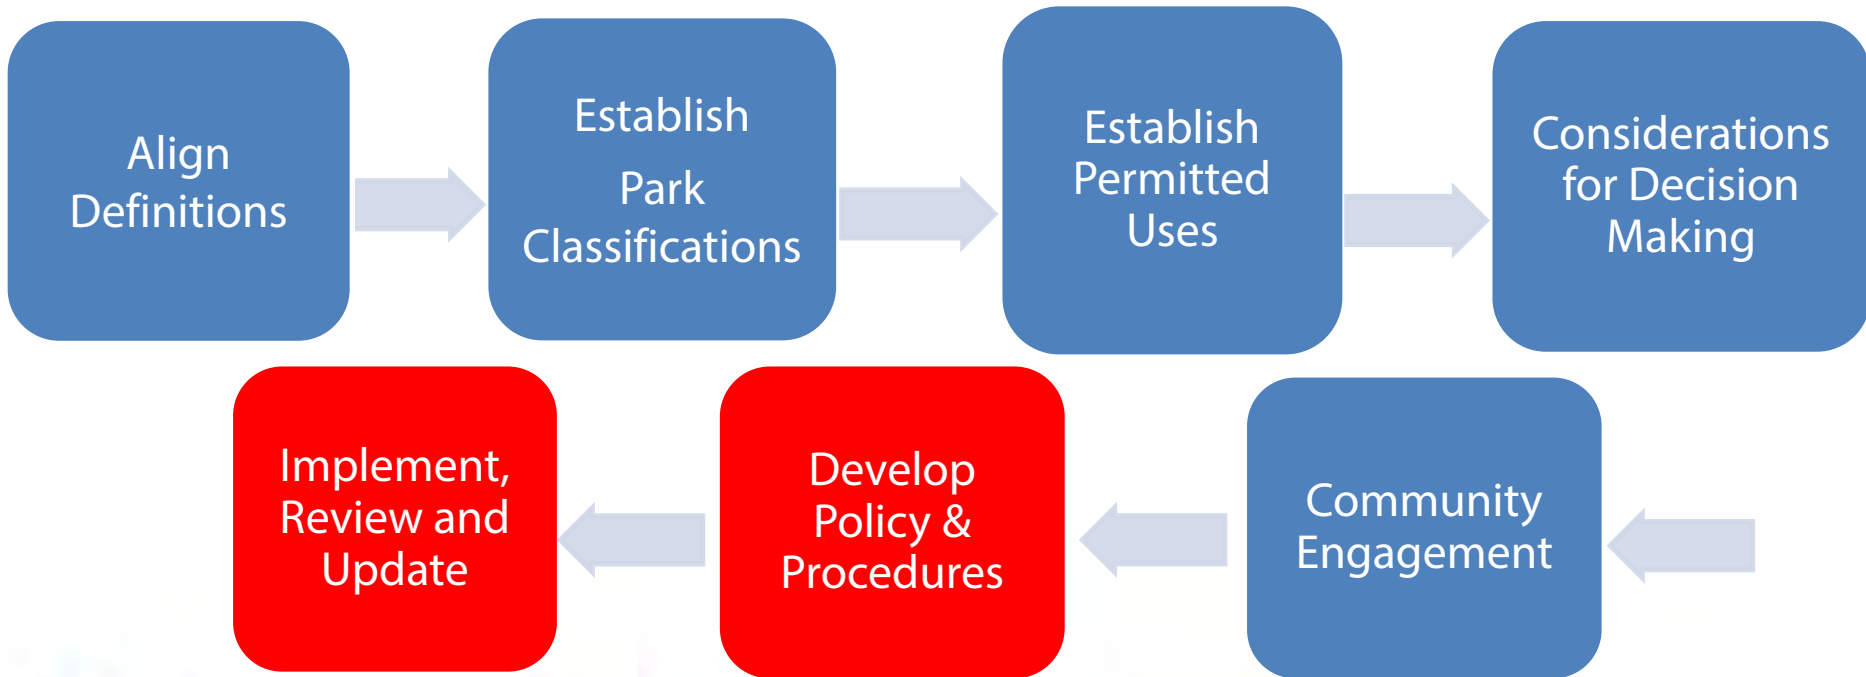 Align
Definitions
Establish
Park
Classifications
Establish
Permitted
Uses
Considerations
for Decision
Making
Community
Engagement
Develop
Policy &
Procedures
Implement,
Review and
Update